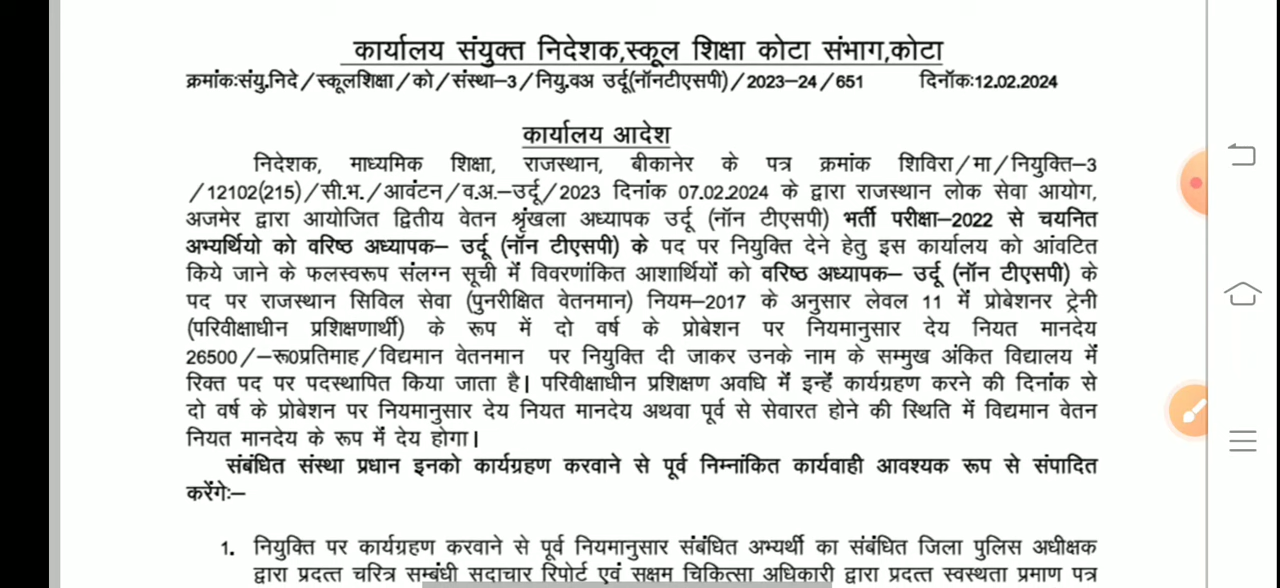 कार्यालय संयुक्त निदेशक,स्कूल शिक्षा कोटा संभाग,कोटा
क्रमांकःसंयु.निदे/स्कूलशिक्षा/को/संस्था–3/नियु.वअ उर्दू(नॉनटीएसपी)/2023–24/651 दिनॉकः12.02.2024
कार्यालय आदेश
निदेशक, माध्यमिक शिक्षा, राजस्थान, बीकानेर के पत्र क्रमांक शिविरा/मा/नियुक्ति–3
/12102(215)/सी.भ./आवंटन/व.अ.–उर्दू/2023 दिनांक 07.02.2024 के द्वारा राजस्थान लोक सेवा आयोग,
अजमेर द्वारा आयोजित द्वितीय वेतन श्रृंखला अध्यापक उर्दू (नॉन टीएसपी) भर्ती परीक्षा–2022 से चयनित
अभ्यर्थियो को वरिष्ठ अध्यापक– उर्दू (नॉन टीएसपी) के पद पर नियुक्ति देने हेतु इस कार्यालय को आंवटित
किये जाने के फलस्वरूप संलग्न सूची में विवरणांकित आशार्थियों को वरिष्ठ अध्यापक– उर्दू (नॉन टीएसपी) के
पद पर राजस्थान सिविल सेवा (पुनरीक्षित वेतनमान) नियम–2017 के अनुसार लेवल 11 में प्रोबेशनर ट्रेनी
(परिवीक्षाधीन प्रशिक्षणार्थी) के रूप में दो वर्ष के प्रोबेशन पर नियमानुसार देय नियत मानदेय
26500/–रू0प्रतिमाह/विद्यमान वेतनमान पर नियुक्ति दी जाकर उनके नाम के सम्मुख अंकित विद्यालय में
रिक्त पद पर पदस्थापित किया जाता है। परिवीक्षाधीन प्रशिक्षण अवधि में इन्हें कार्यग्रहण करने की दिनांक से
दो वर्ष के प्रोबेशन पर नियमानुसार देय नियत मानदेय अथवा पूर्व से सेवारत होने की स्थिति में विद्यमान वेतन
नियत मानदेय के रूप में देय होगा।
संबंधित संस्था प्रधान इनको कार्यग्रहण करवाने से पूर्व निम्नांकित कार्यवाही आवश्यक रूप से संपादित
करेंगेः–
1. नियुक्ति पर कार्यग्रहण करवाने से पूर्व नियमानुसार संबंधित अभ्यर्थी का संबंधित जिला पुलिस अधीक्षक
द्वारा प्रदत्त चरित्र सम्बंधी सदाचार रिपोर्ट एवं सक्षम चिकित्सा अधिकारी द्वारा प्रदत्त स्वस्थता प्रमाण पत्र